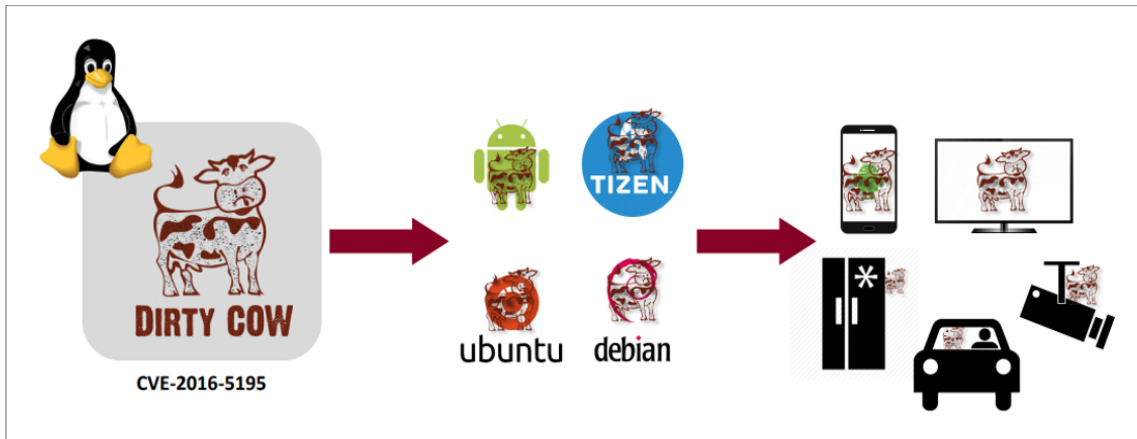 DIRTY COW
CVE-2016-5195
TIZEN
ubuntu
debian